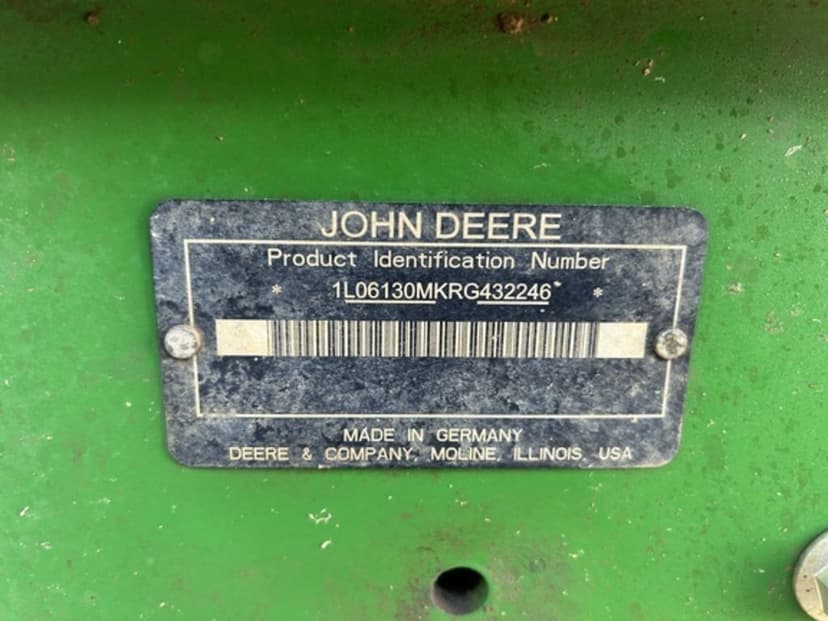 JOHN DEERE
Product Identification Number
* 1L06130MKRG432246 *
MADE IN GERMANY
DEERE & COMPANY, MOLINE, ILLINOIS, USA